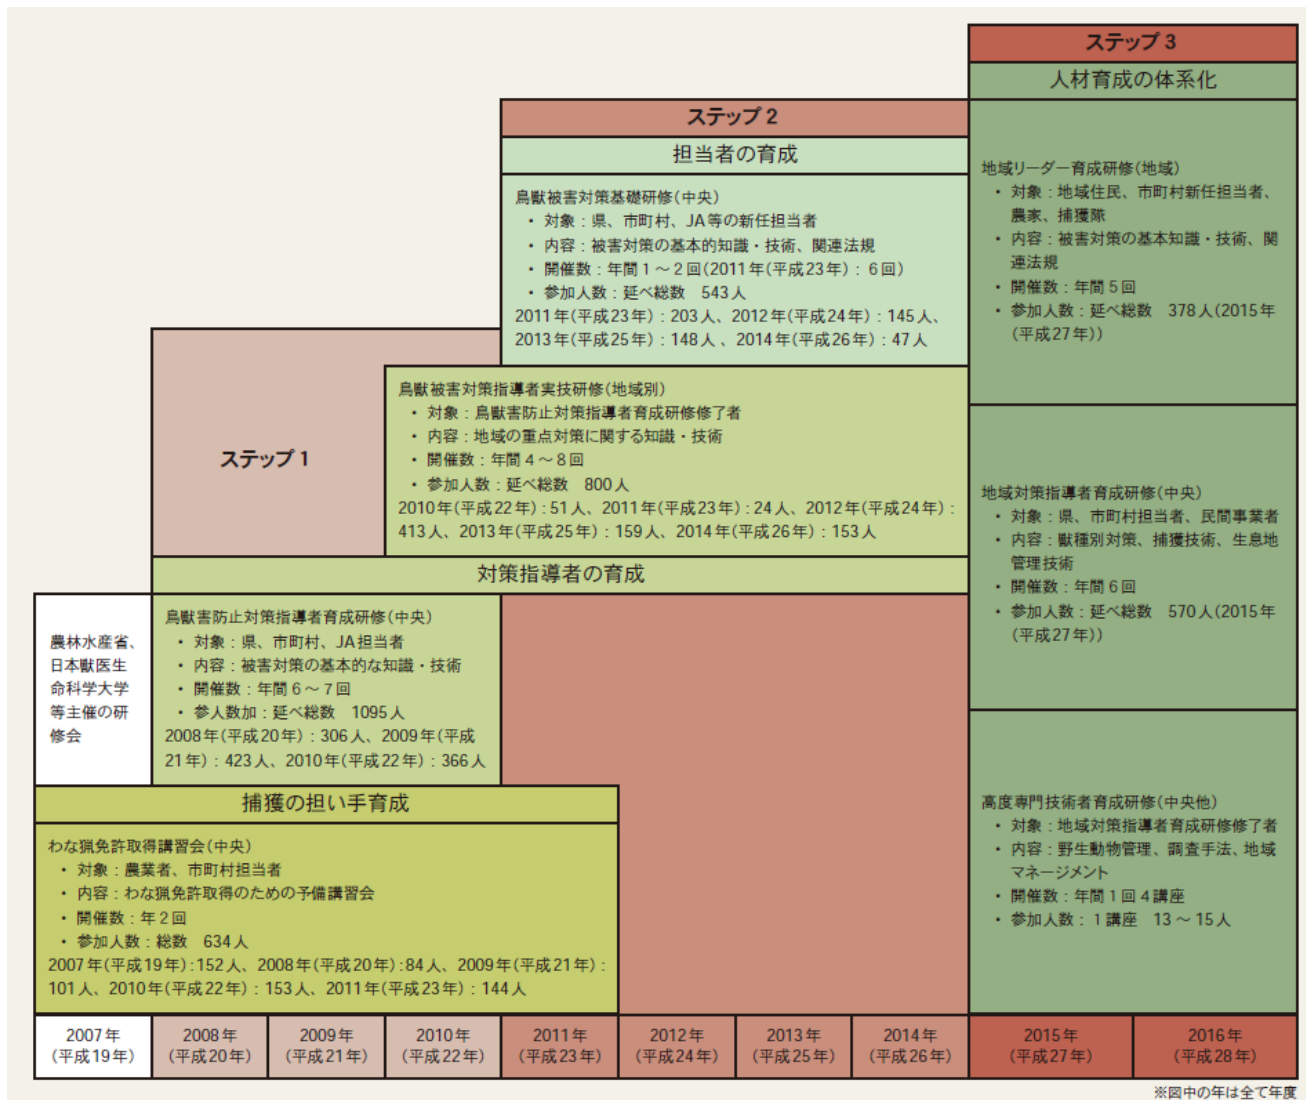 ステップ3
人材育成の体系化
地域リーダー育成研修(地域)
・ 対象：地域住民、市町村新任担当者、
農家、捕獲隊
・ 内容：被害対策の基本知識・技術、関
連法規
・ 開催数：年間5回
・ 参加人数：延べ総数　378人(2015年
(平成27年))
地域対策指導者育成研修(中央)
・ 対象：県、市町村担当者、民間事業者
・ 内容：獣種別対策、捕獲技術、生息地
管理技術
・ 開催数：年間6回
・ 参加人数：延べ総数　570人(2015年
(平成27年))
高度専門技術者育成研修(中央他)
・ 対象：地域対策指導者育成研修修了者
・ 内容：野生動物管理、調査手法、地域
マネージメント
・ 開催数：年間1回4講座
・ 参加人数：1講座　13～15人
ステップ2
担当者の育成
鳥獣被害対策基礎研修(中央)
・ 対象：県、市町村、JA等の新任担当者
・ 内容：被害対策の基本的知識・技術、関連法規
・ 開催数：年間1～2回(2011年(平成23年)：6回)
・ 参加人数：延べ総数　543人
2011年(平成23年)：203人、2012年(平成24年)：145人、
2013年(平成25年)：148人、2014年(平成26年)：47人
ステップ1
鳥獣被害対策指導者実技研修(地域別)
・ 対象：鳥獣害防止対策指導者育成研修修了者
・ 内容：地域の重点対策に関する知識・技術
・ 開催数：年間4～8回
・ 参加人数：延べ総数　800人
2010年(平成22年)：51人、2011年(平成23年)：24人、2012年(平成24年)：
413人、2013年(平成25年)：159人、2014年(平成26年)：153人
対策指導者の育成
鳥獣害防止対策指導者育成研修(中央)
・ 対象：県、市町村、JA担当者
・ 内容：被害対策の基本的な知識・技術
・ 開催数：年間6～7回
・ 参人数加：延べ総数　1095人
2008年(平成20年)：306人、2009年(平成
21年)：423人、2010年(平成22年)：366人
農林水産省、
日本獣医生
命科学大学
等主催の研
修会
捕獲の担い手育成
わな猟免許取得講習会(中央)
・ 対象：農業者、市町村担当者
・ 内容：わな猟免許取得のための予備講習会
・ 開催数：年2回
・ 参加人数：総数　634人
2007年(平成19年)：152人、2008年(平成20年)：84人、2009年(平成21年)：
101人、2010年(平成22年)：153人、2011年(平成23年)：144人
2007年
(平成19年)
2008年
(平成20年)
2009年
(平成21年)
2010年
(平成22年)
2011年
(平成23年)
2012年
(平成24年)
2013年
(平成25年)
2014年
(平成26年)
2015年
(平成27年)
2016年
(平成28年)
※図中の年は全て年度